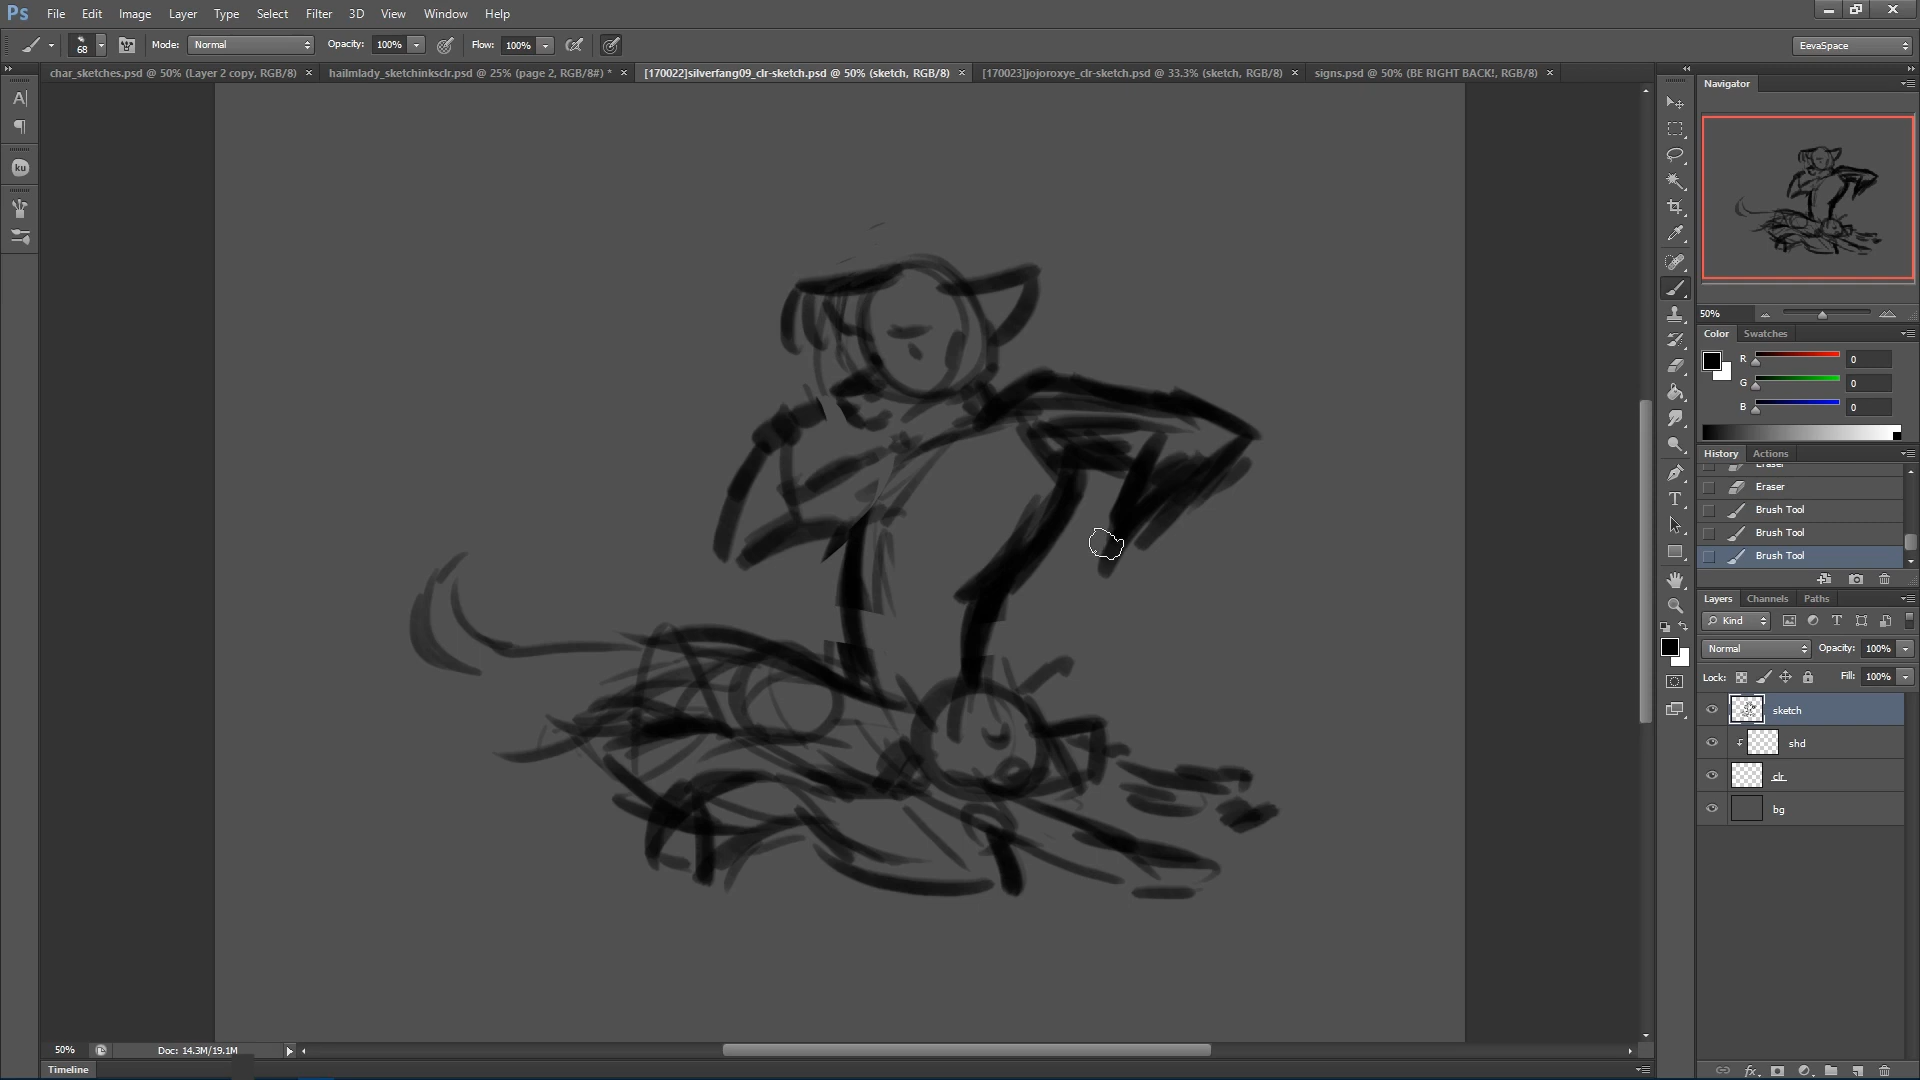 Ps File Edit Image Layer Type Select Filter 3D View Window Help
68 Mode: Normal Opacity: 100% Flow: 100% EevaSpace
char_sketches.psd @ 50% (Layer 2 copy, RGB/8) × hailmlady_sketchinksclr.psd @ 25% (page 2, RGB/8#) * × [170022]silverfang09_clr-sketch.psd @ 50% (sketch, RGB/8) × [170023]jojoroxye_clr-sketch.psd @ 33.3% (sketch, RGB/8) × signs.psd @ 50% (BE RIGHT BACK!, RGB/8) ×
A
ku
Navigator
50%
Color Swatches
R 0
G 0
B 0
History Actions
Eraser
Eraser
Brush Tool
Brush Tool
Brush Tool
Layers Channels Paths
Kind
Normal Opacity: 100%
Lock: Fill: 100%
sketch
shd
clr
bg
50% Doc: 14.3M/19.1M
Timeline
fx